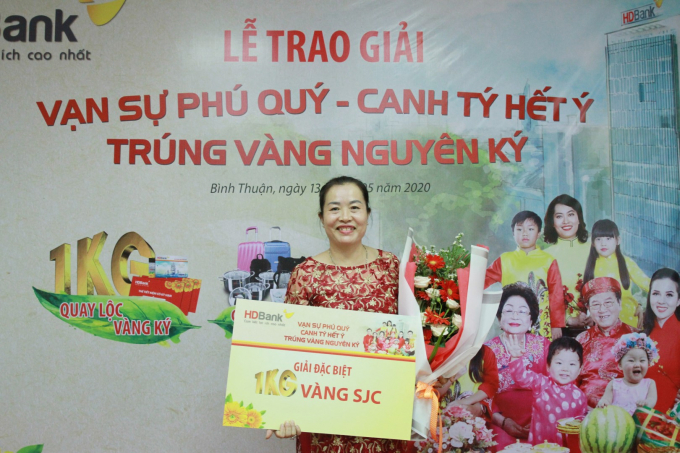 Bank
ích cao nhất
HDBank
LỄ TRAO GIẢI
VẠN SỰ PHÚ QUÝ - CANH TÝ HẾT Ý
TRÚNG VÀNG NGUYÊN KÝ
Bình Thuận, ngày 13 05 năm 2020
1KG
QUAY LỘC
VÀNG KÝ
HDBank
VẠN SỰ PHÚ QUÝ
CANH TÝ HẾT Ý
TRÚNG VÀNG NGUYÊN KÝ
GIẢI ĐẶC BIỆT
1KG VÀNG SJC